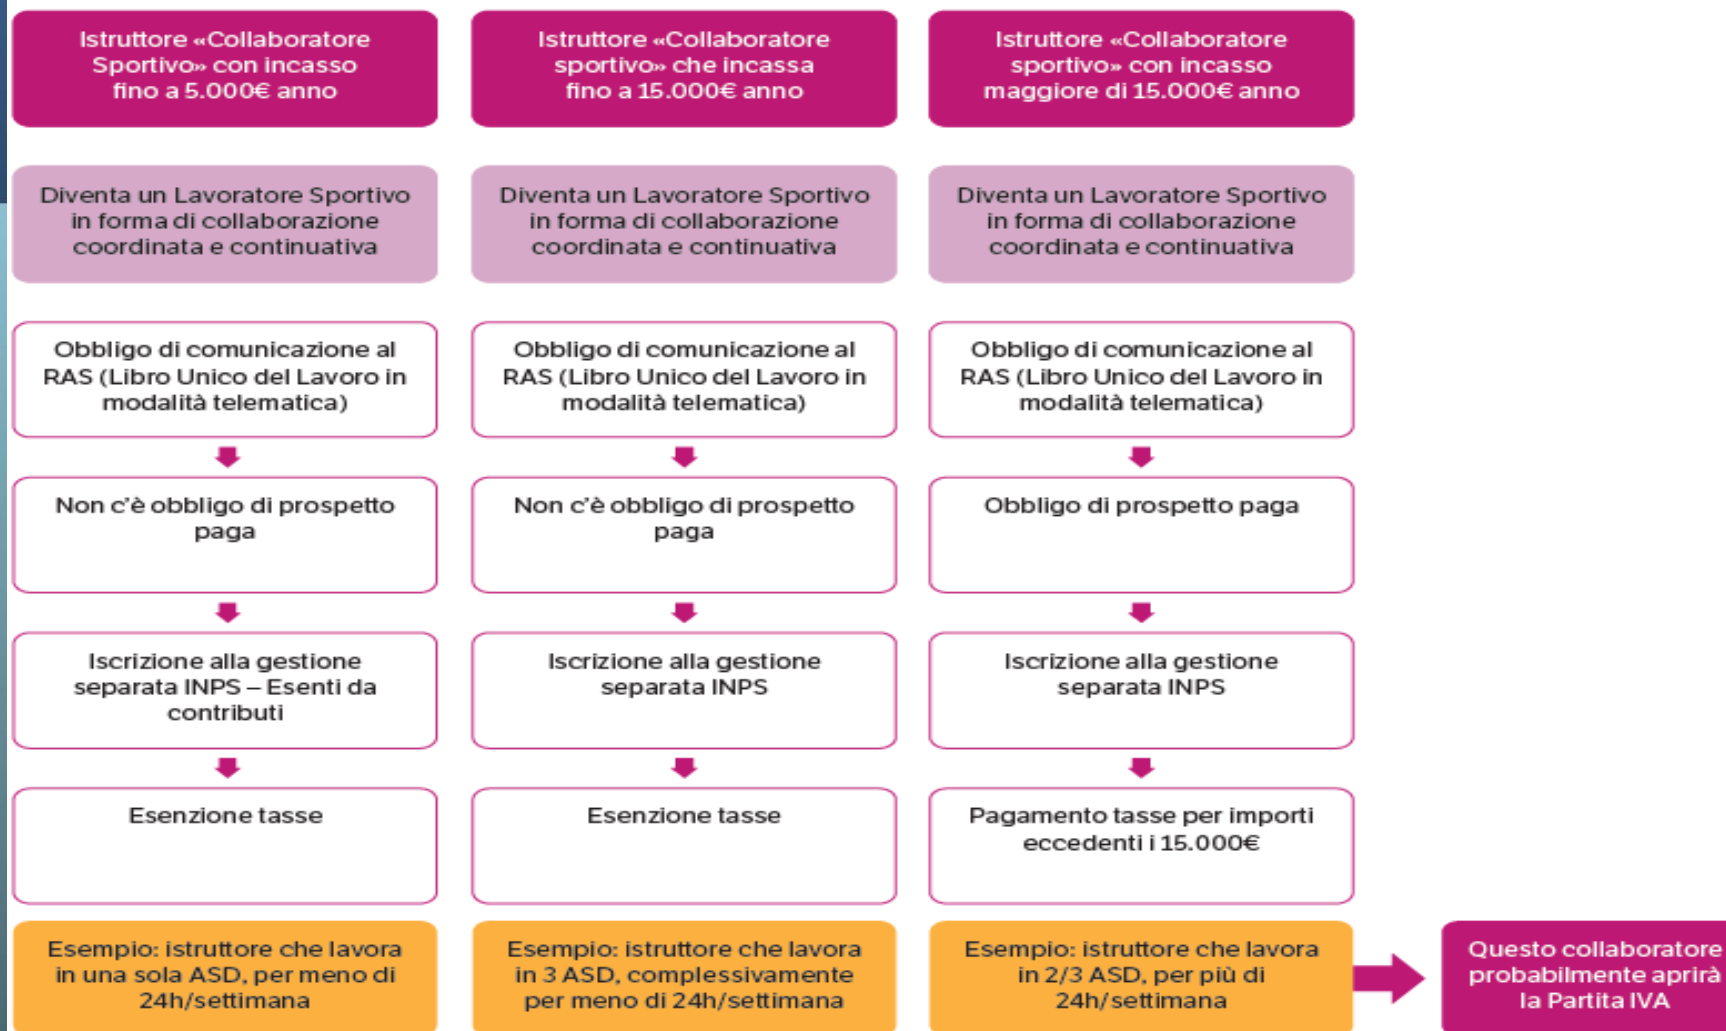 Istruttore «Collaboratore
Sportivo» con incasso
fino a 5.000€ anno
Diventa un Lavoratore Sportivo
in forma di collaborazione
coordinata e continuativa
Obbligo di comunicazione al
RAS (Libro Unico del Lavoro in
modalità telematica)
Non c’è obbligo di prospetto
paga
Iscrizione alla gestione
separata INPS – Esenti da
contributi
Esenzione tasse
Esempio: istruttore che lavora
in una sola ASD, per meno di
24h/settimana
Istruttore «Collaboratore
sportivo» che incassa
fino a 15.000€ anno
Diventa un Lavoratore Sportivo
in forma di collaborazione
coordinata e continuativa
Obbligo di comunicazione al
RAS (Libro Unico del Lavoro in
modalità telematica)
Non c’è obbligo di prospetto
paga
Iscrizione alla gestione
separata INPS
Esenzione tasse
Esempio: istruttore che lavora
in 3 ASD, complessivamente
per meno di 24h/settimana
Istruttore «Collaboratore
sportivo» con incasso
maggiore di 15.000€ anno
Diventa un Lavoratore Sportivo
in forma di collaborazione
coordinata e continuativa
Obbligo di comunicazione al
RAS (Libro Unico del Lavoro in
modalità telematica)
Obbligo di prospetto paga
Iscrizione alla gestione
separata INPS
Pagamento tasse per importi
eccedenti i 15.000€
Esempio: istruttore che lavora
in 2/3 ASD, per più di
24h/settimana
Questo collaboratore
probabilmente aprirà
la Partita IVA